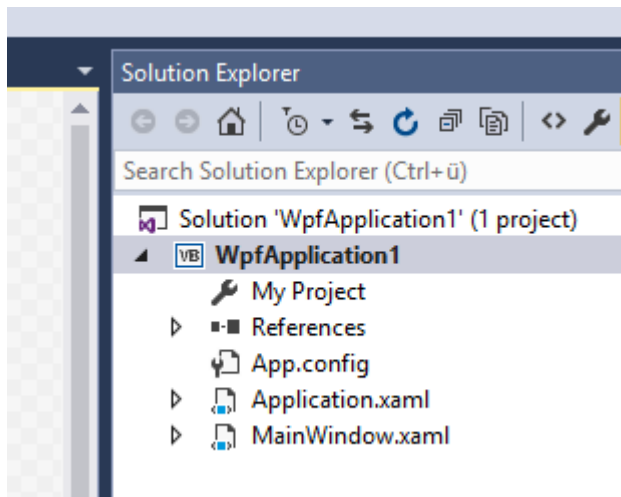 Solution Explorer
Search Solution Explorer (Ctrl+ü)
Solution 'WpfApplication1' (1 project)
VB WpfApplication1
My Project
References
App.config
Application.xaml
MainWindow.xaml